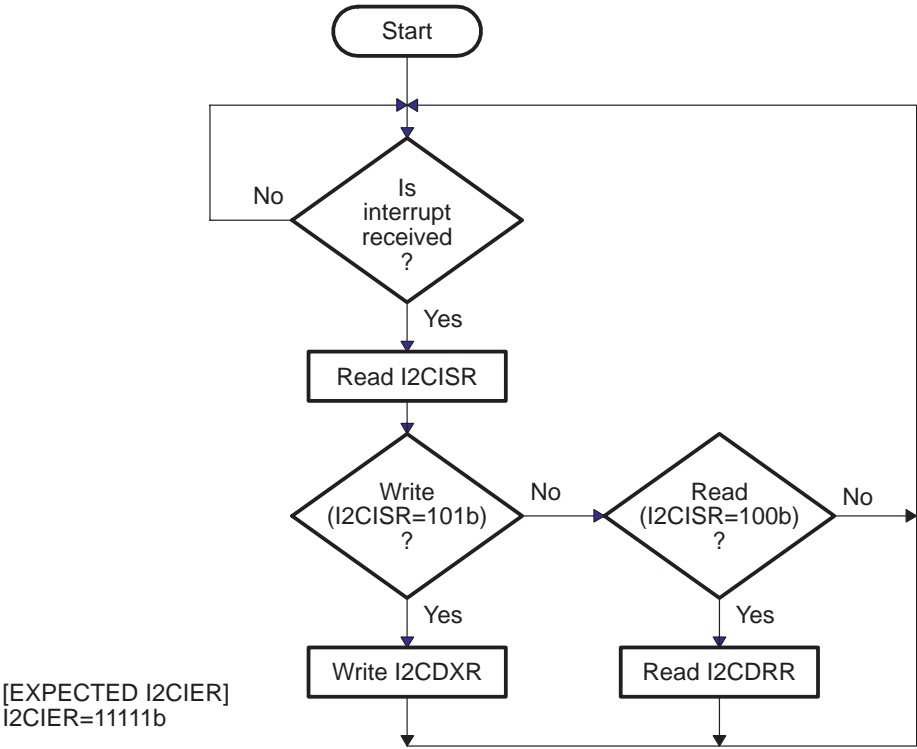 Start
No
Is
interrupt
received
?
Yes
Read I2CISR
Write
(I2CISR=101b)
?
No
Read
(I2CISR=100b)
?
No
Yes
Yes
Write I2CDXR
Read I2CDRR
[EXPECTED I2CIER]
I2CIER=11111b